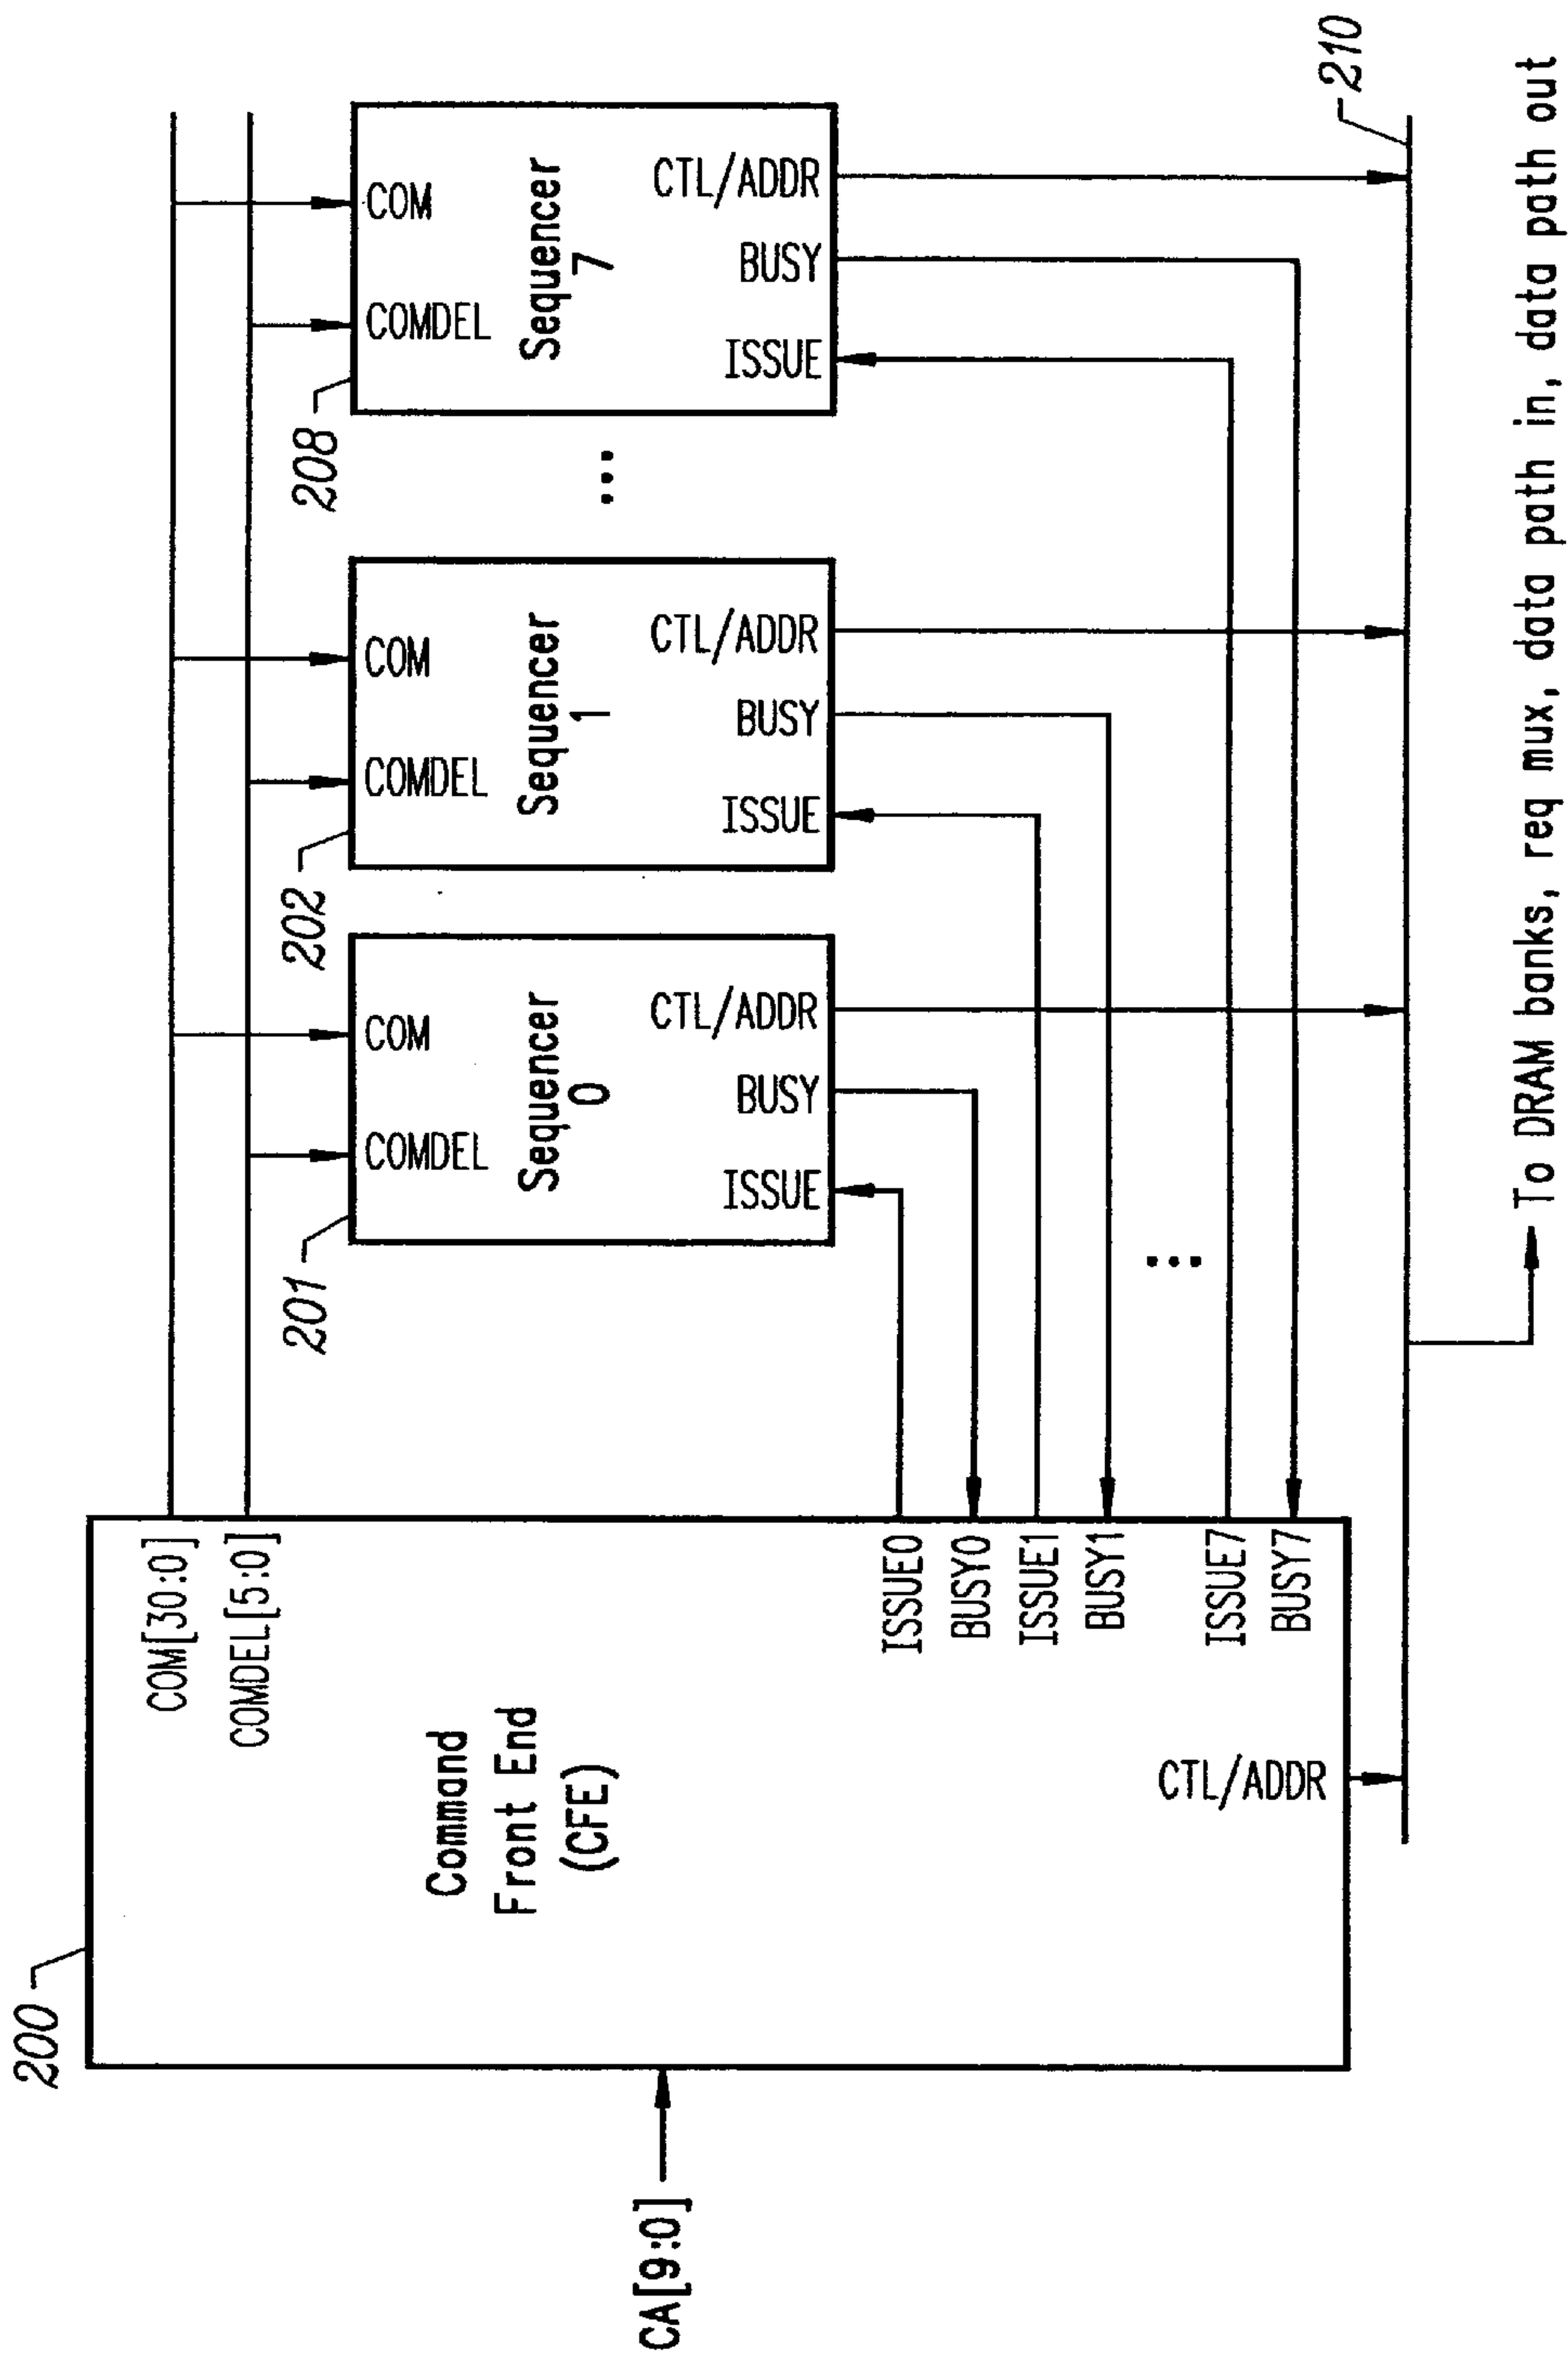 200
COM[30:0]
COMDEL[5:0]
Command
Front End
(CFE)
CA[9:0]
ISSUE0
BUSY0
ISSUE1
BUSY1
ISSUE7
BUSY7
CTL/ADDR
201
COMDEL
COM
Sequencer
0
ISSUE
BUSY
CTL/ADDR
202
COMDEL
COM
Sequencer
1
ISSUE
BUSY
CTL/ADDR
...
208
COMDEL
COM
Sequencer
7
ISSUE
BUSY
CTL/ADDR
...
210
To DRAM banks, req mux, data path in, data path out